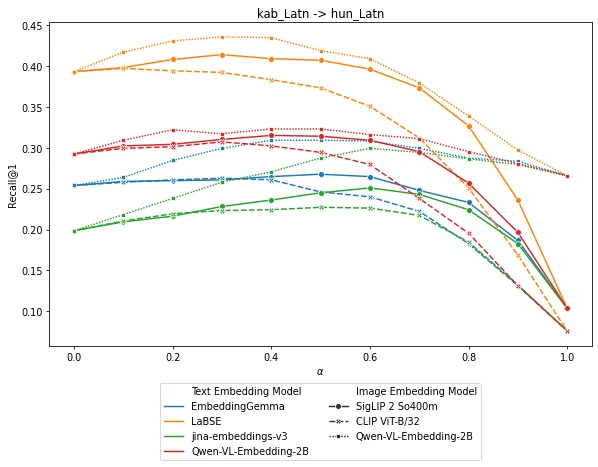 kab_Latn -> hun_Latn
Recall@1
0.45
0.40
0.35
0.30
0.25
0.20
0.15
0.10
0.0 0.2 0.4 0.6 0.8 1.0
α
Text Embedding Model
EmbeddingGemma
LaBSE
jina-embeddings-v3
Qwen-VL-Embedding-2B
Image Embedding Model
SigLIP 2 So400m
CLIP ViT-B/32
Qwen-VL-Embedding-2B